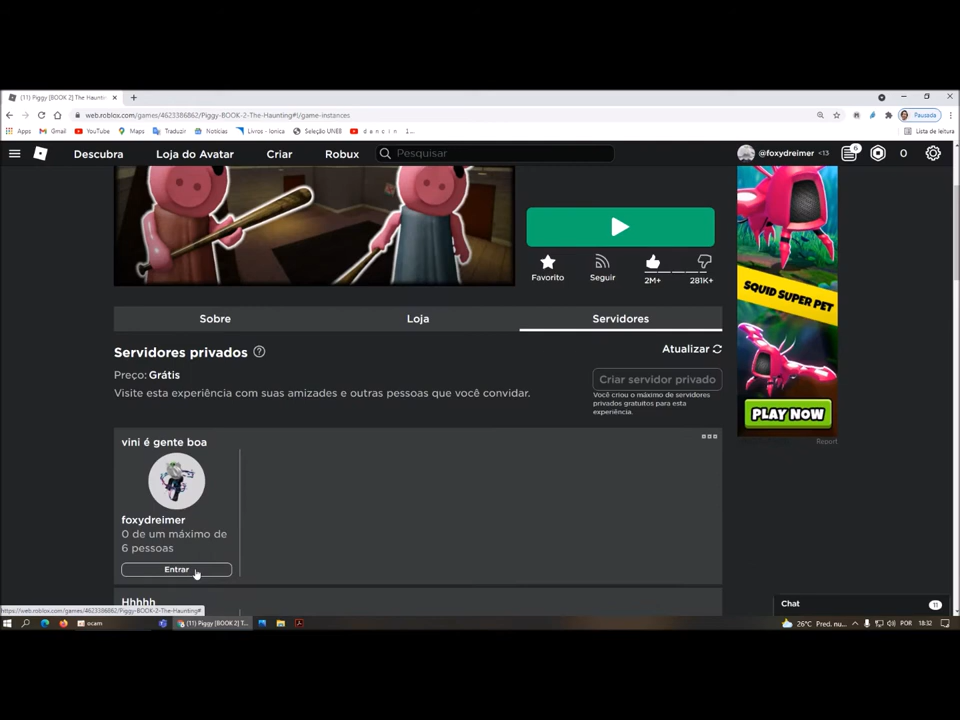 (11) Piggy [BOOK 2] The Haunti
web.roblox.com/games/4623386862/Piggy-BOOK-2-The-Haunting#!/game-instances
Pausada
Apps Gmail YouTube Maps Traduzir Notícias Livros - Ionica Seleção UNEB
Lista de leitura
Descubra Loja do Avatar Criar Robux Pesquisar @foxydreimer <13 6 0
Favorito Seguir 2M+ 281K+
SQUID SUPER PET
PLAY NOW
Report
Sobre Loja Servidores
Servidores privados ?
Atualizar
Preço: Grátis
Criar servidor privado
Visite esta experiência com suas amizades e outras pessoas que você convidar.
Você criou o máximo de servidores
privados gratuitos para esta
experiência.
vini é gente boa
foxydreimer
0 de um máximo de
6 pessoas
Entrar
Hhhhh
https://web.roblox.com/games/4623386862/Piggy-BOOK-2-The-Haunting#
Chat 11
ocam (11) Piggy [BOOK 2] T... 26°C Pred. nu... POR 18:32